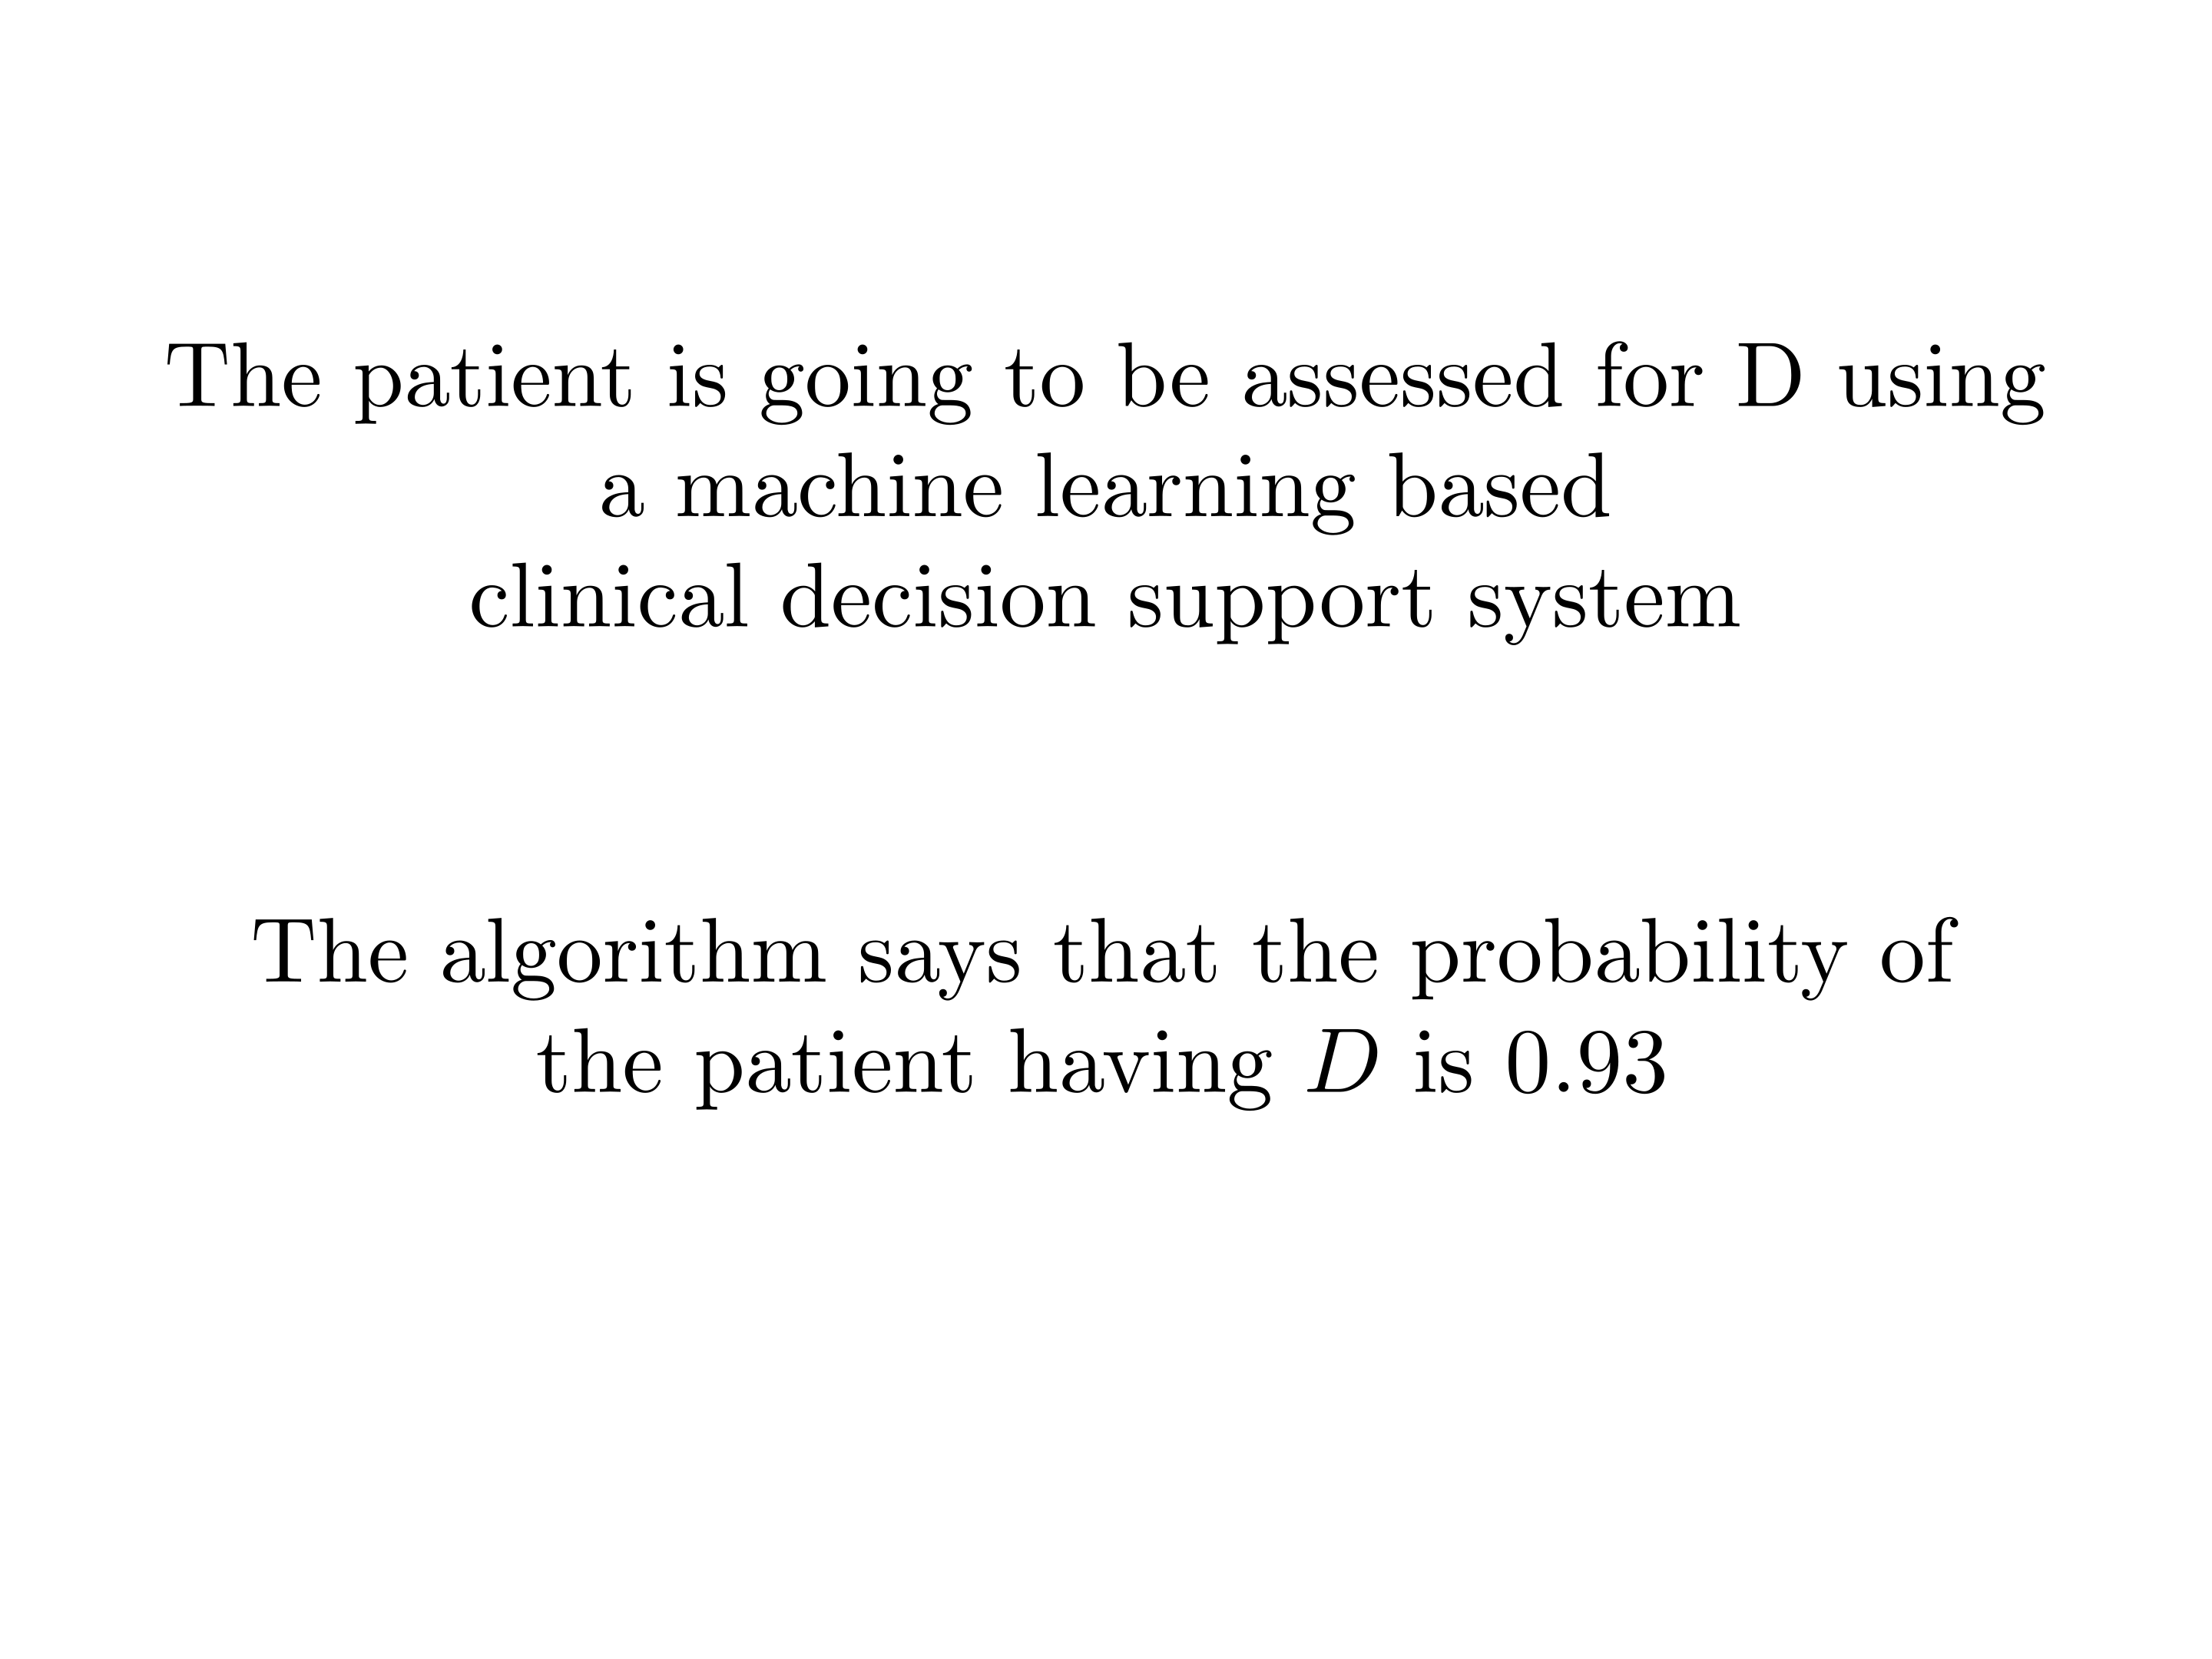 The patient is going to be assessed for D using
a machine learning based
clinical decision support system
The algorithm says that the probability of
the patient having D is 0.93